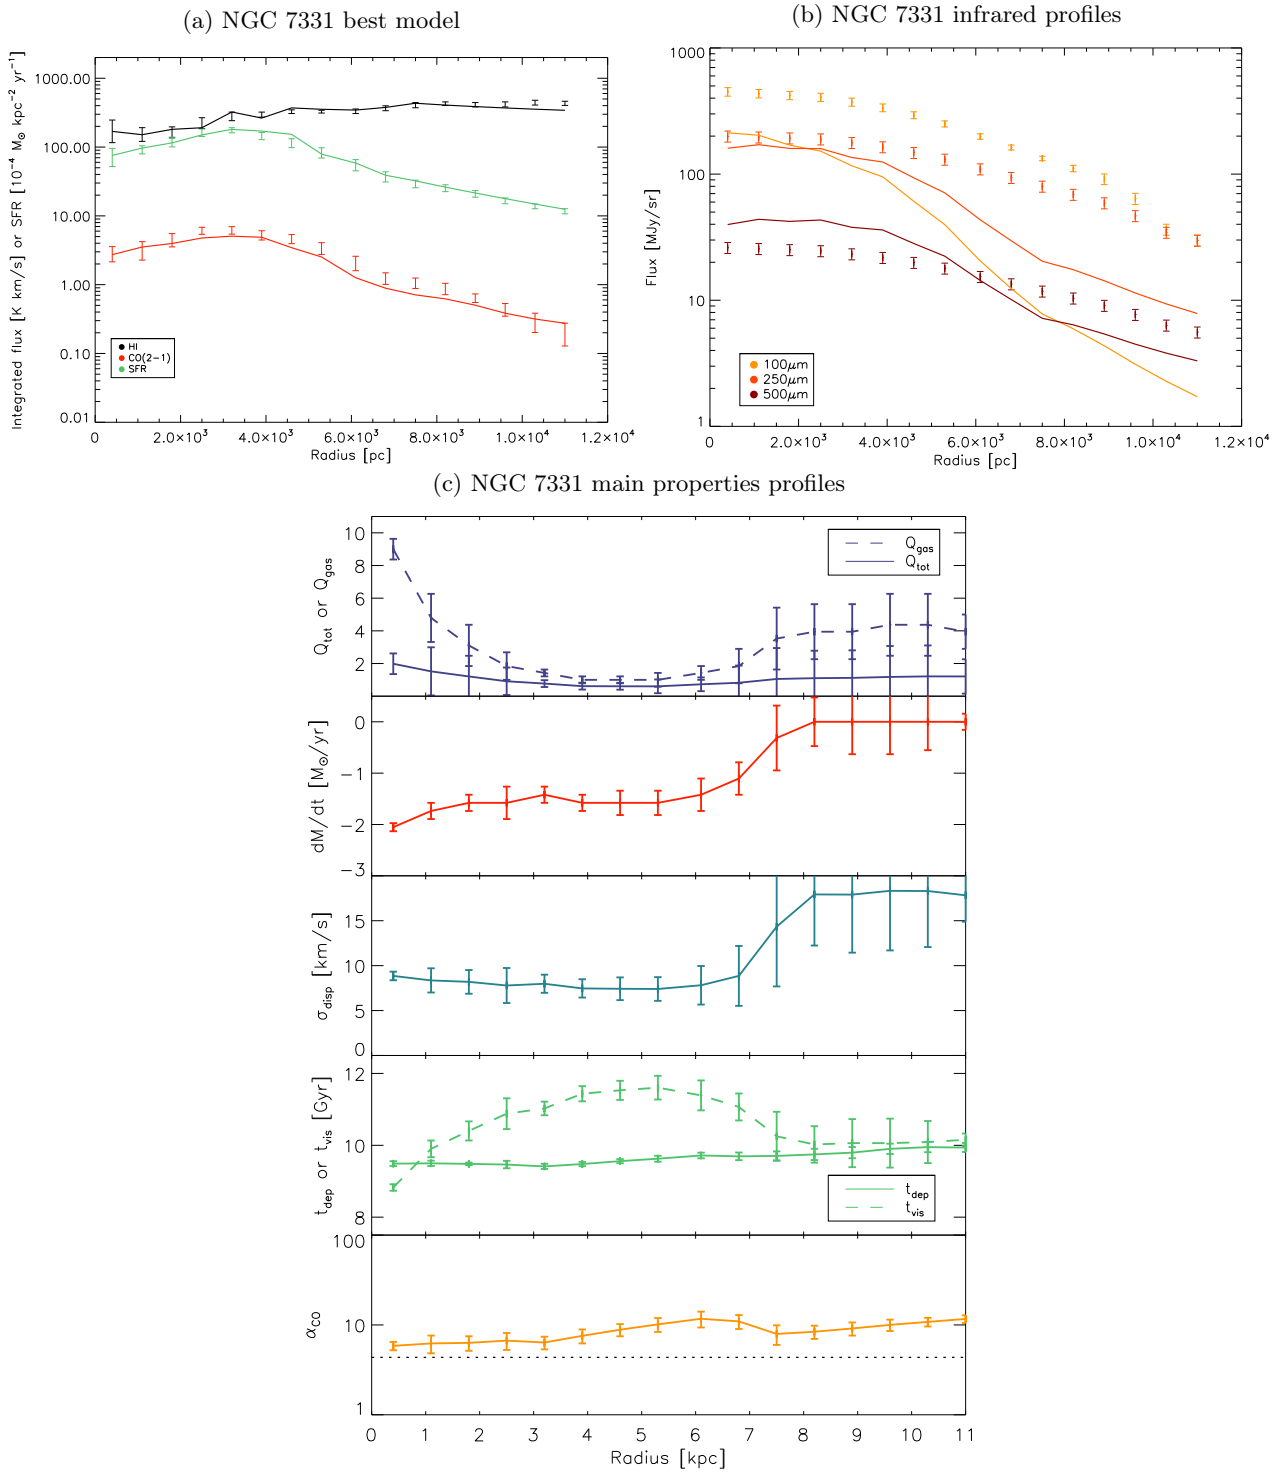 (a) NGC 7331 best model
Integrated flux [K km/s] or SFR [10⁻⁴ M⊙ kpc⁻² yr⁻¹]
1000.00
100.00
10.00
1.00
0.10
0.01
HI
CO(2−1)
SFR
0 2.0×10³ 4.0×10³ 6.0×10³ 8.0×10³ 1.0×10⁴ 1.2×10⁴
Radius [pc]
(b) NGC 7331 infrared profiles
Flux [MJy/sr]
1000
100
10
1
100μm
250μm
500μm
0 2.0×10³ 4.0×10³ 6.0×10³ 8.0×10³ 1.0×10⁴ 1.2×10⁴
Radius [pc]
(c) NGC 7331 main properties profiles
Q_tot or Q_gas
10
8
6
4
2
Q_gas
Q_tot
dM/dt [M⊙/yr]
0
−1
−2
−3
σ_disp [km/s]
15
10
5
0
t_dep or t_vis [Gyr]
12
10
8
t_dep
t_vis
α_CO
100
10
1
0 1 2 3 4 5 6 7 8 9 10 11
Radius [kpc]